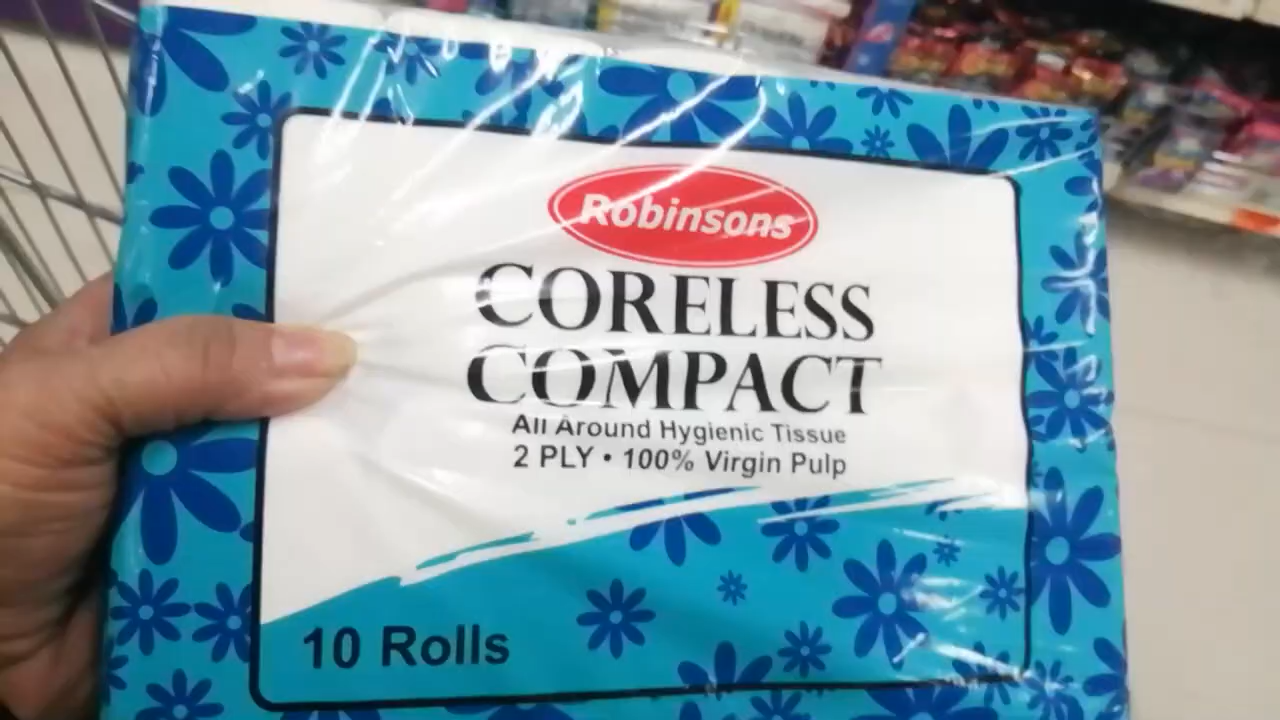 Robinsons
CORELESS
COMPACT
All Around Hygienic Tissue
2 PLY • 100% Virgin Pulp
10 Rolls